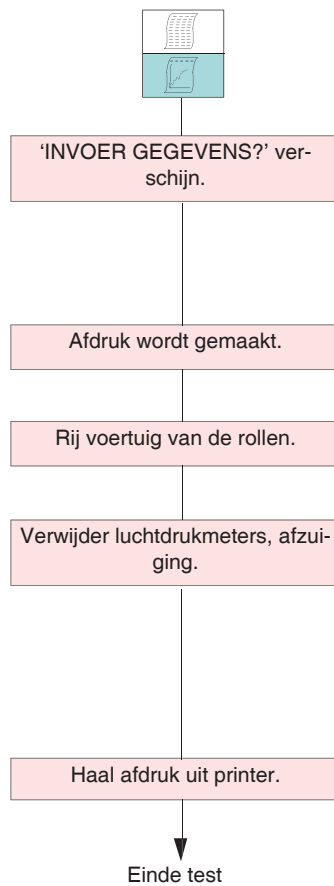 ‘INVOER GEGEVENS?’ ver-
schijn.
Afdruk wordt gemaakt.
Rij voertuig van de rollen.
Verwijder luchtdrukmeters, afzui-
ging.
Haal afdruk uit printer.
Einde test